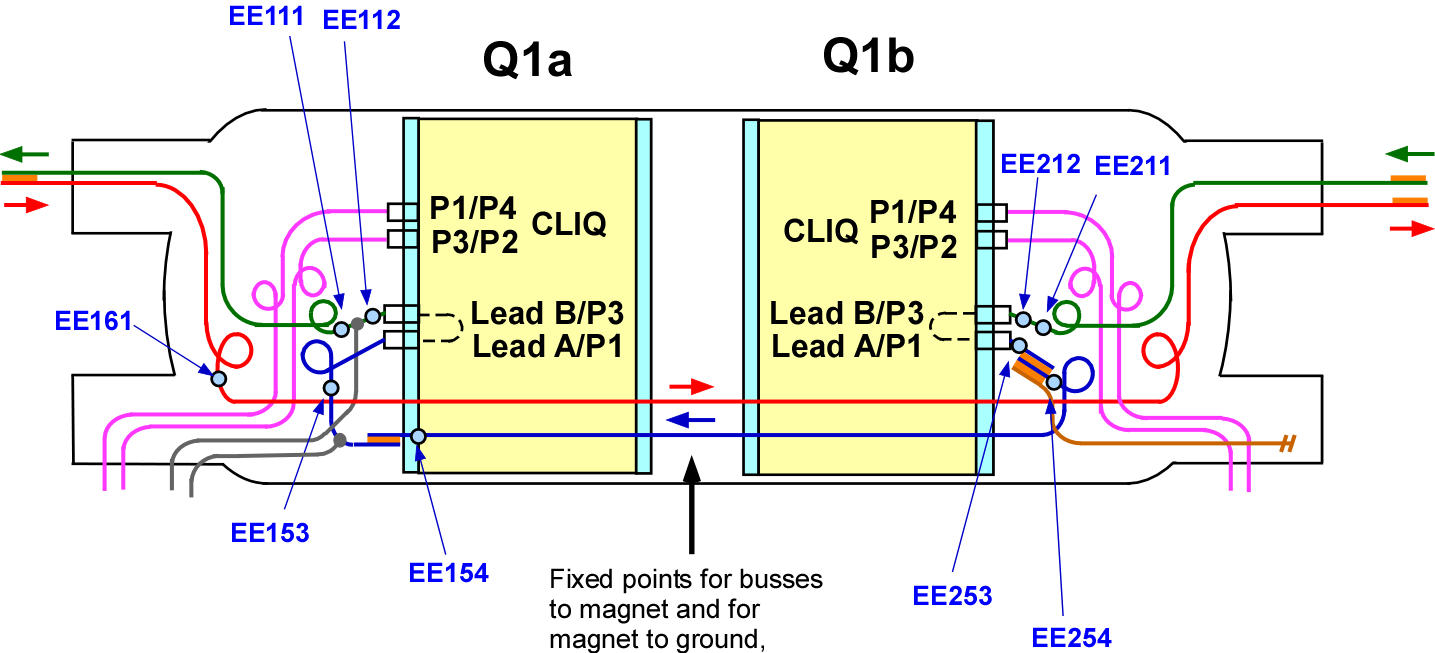 EE111 EE112
Q1a Q1b
EE212 EE211
P1/P4 CLIQ
P3/P2
CLIQ P1/P4
P3/P2
EE161
Lead B/P3
Lead A/P1
Lead B/P3
Lead A/P1
EE153
EE154
Fixed points for busses
to magnet and for
magnet to ground,
EE253
EE254